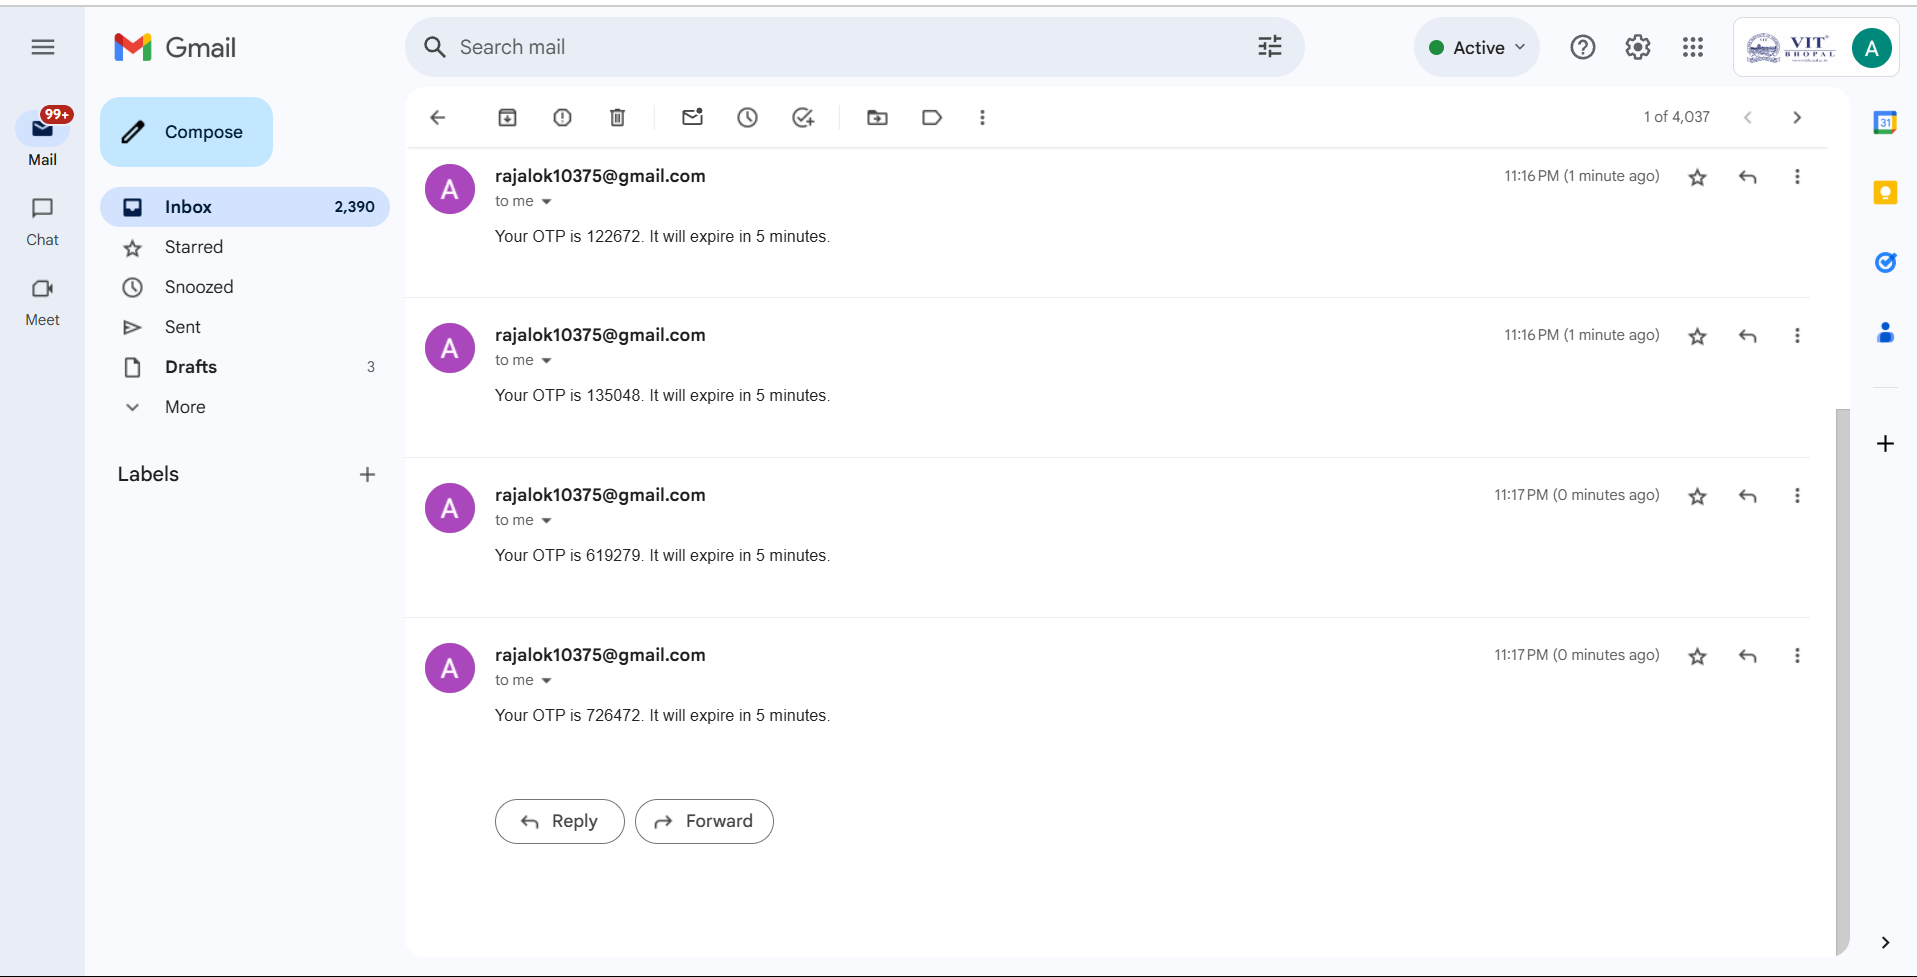 Gmail
Search mail
Active
VIT
BHOPAL
A
99+
Mail
Chat
Meet
Compose
Inbox 2,390
Starred
Snoozed
Sent
Drafts 3
More
Labels
1 of 4,037
31
A
rajalok10375@gmail.com 11:16 PM (1 minute ago)
to me
Your OTP is 122672. It will expire in 5 minutes.
A
rajalok10375@gmail.com 11:16 PM (1 minute ago)
to me
Your OTP is 135048. It will expire in 5 minutes.
A
rajalok10375@gmail.com 11:17 PM (0 minutes ago)
to me
Your OTP is 619279. It will expire in 5 minutes.
A
rajalok10375@gmail.com 11:17 PM (0 minutes ago)
to me
Your OTP is 726472. It will expire in 5 minutes.
Reply Forward